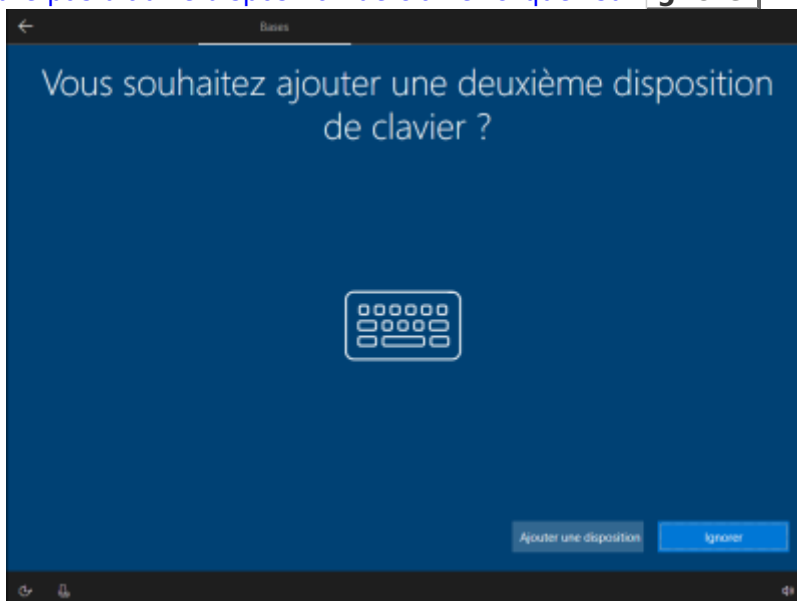 Bases
Vous souhaitez ajouter une deuxième disposition
de clavier ?
Ajouter une disposition
Ignorer